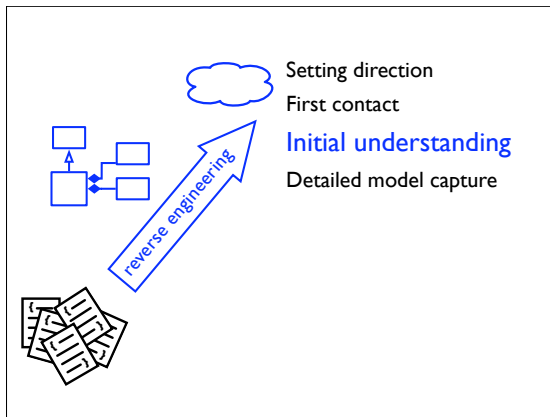 Setting direction
First contact
Initial understanding
Detailed model capture
reverse engineering